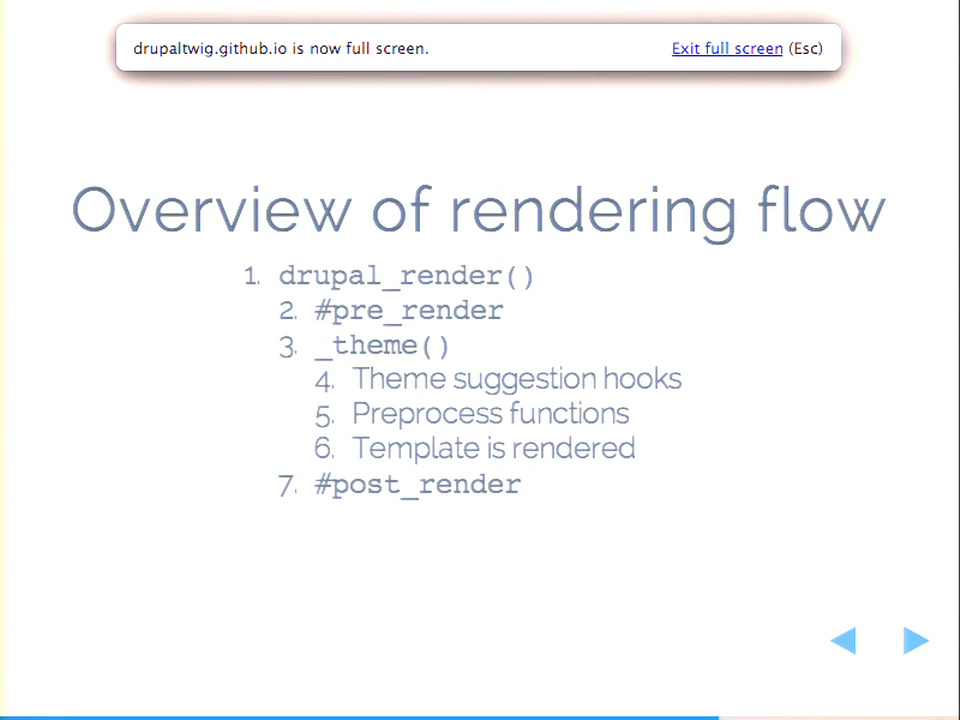 drupaltwig.github.io is now full screen. Exit full screen (Esc)
Overview of rendering flow
1. drupal_render()
2. #pre_render
3. _theme()
4. Theme suggestion hooks
5. Preprocess functions
6. Template is rendered
7. #post_render